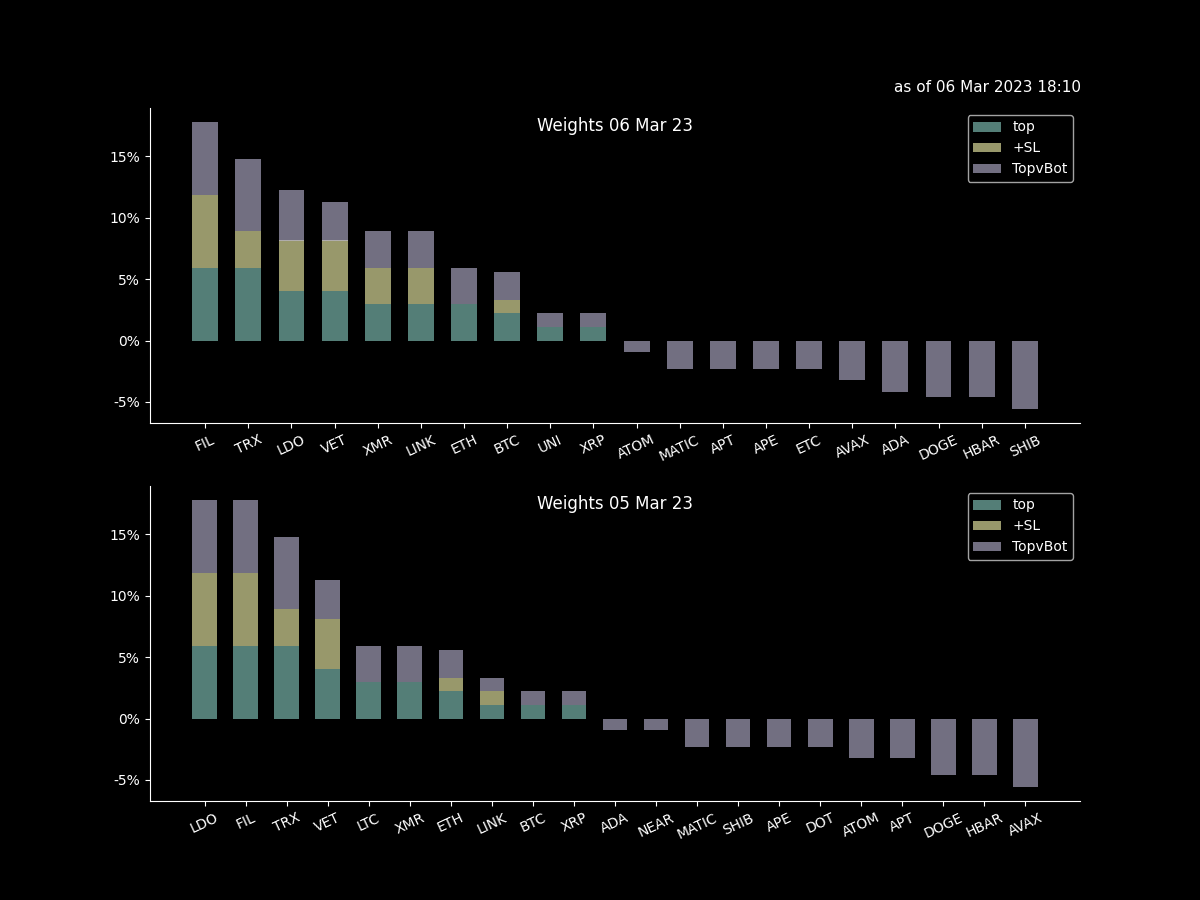 as of 06 Mar 2023 18:10
Weights 06 Mar 23
top
+SL
TopvBot
15%
10%
5%
0%
-5%
FIL TRX LDO VET XMR LINK ETH BTC UNI XRP ATOM MATIC APT APE ETC AVAX ADA DOGE HBAR SHIB
Weights 05 Mar 23
top
+SL
TopvBot
15%
10%
5%
0%
-5%
LDO FIL TRX VET LTC XMR ETH LINK BTC XRP ADA NEAR MATIC SHIB APE DOT ATOM APT DOGE HBAR AVAX